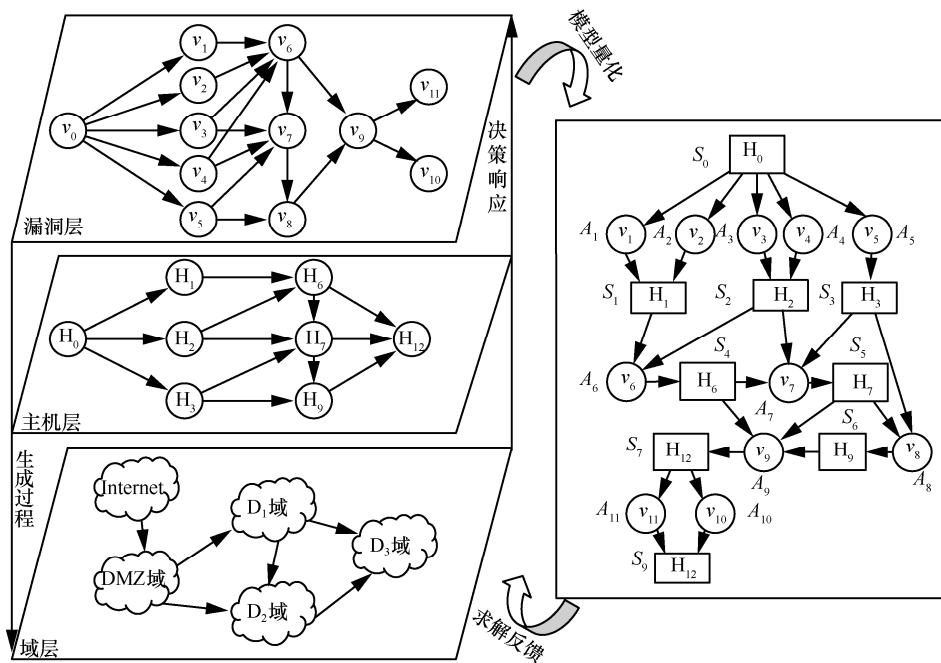 v1
v6
v2
v11
v0
v3
v7
v9
v4
v10
v5
v8
漏洞层
决策响应
模型量化
H1
H6
H0
H2
H7
H12
H3
H9
主机层
生成过程
Internet
D1域
D3域
DMZ域
D2域
域层
求解反馈
S0 H0
A1 v1 A2 v2 A3 v3 v4 A4 v5 A5
S1 H1 S2 H2 S3 H3
S4 S5
A6 v6 H6 v7 H7
A7 S6
S7 H12 v9 H9 v8
A9 A8
A11 v11 v10 A10
S9 H12